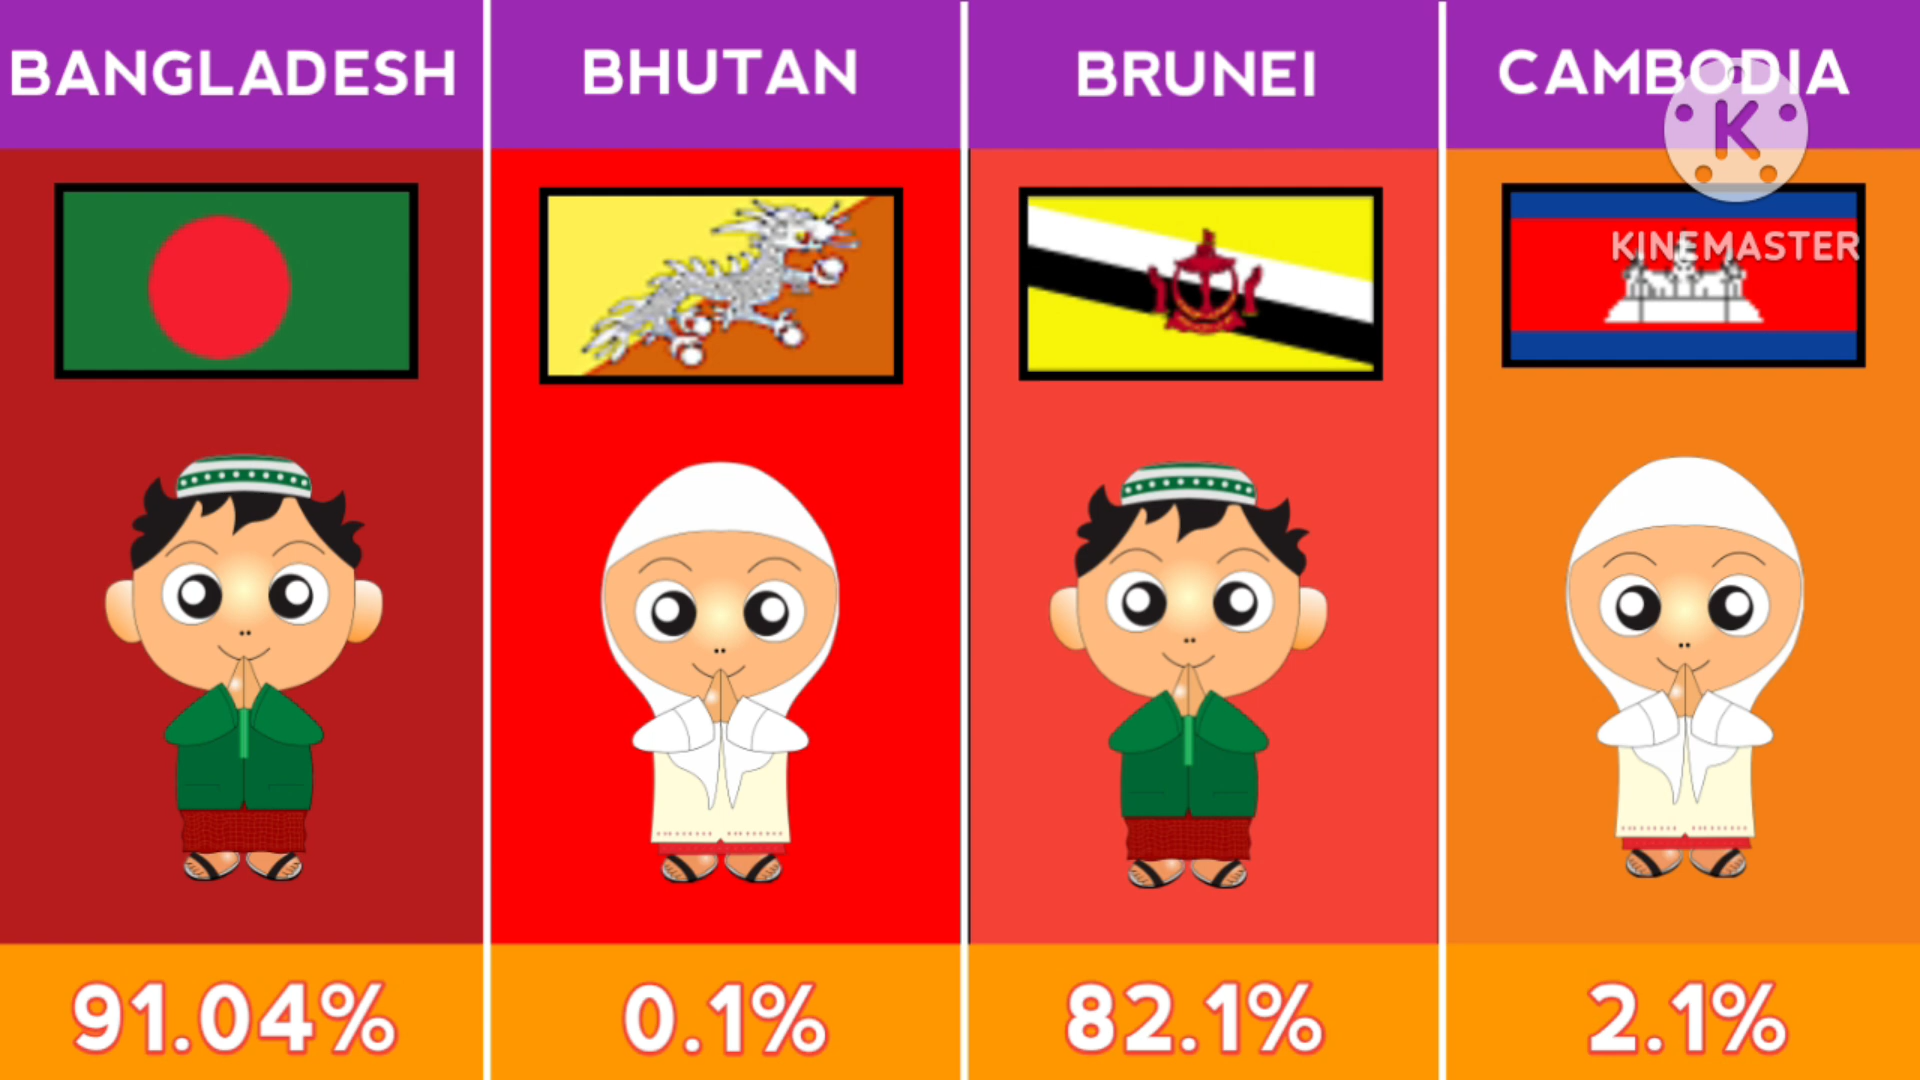 BANGLADESH
BHUTAN
BRUNEI
CAMBODIA
K
KINEMASTER
91.04%
0.1%
82.1%
2.1%